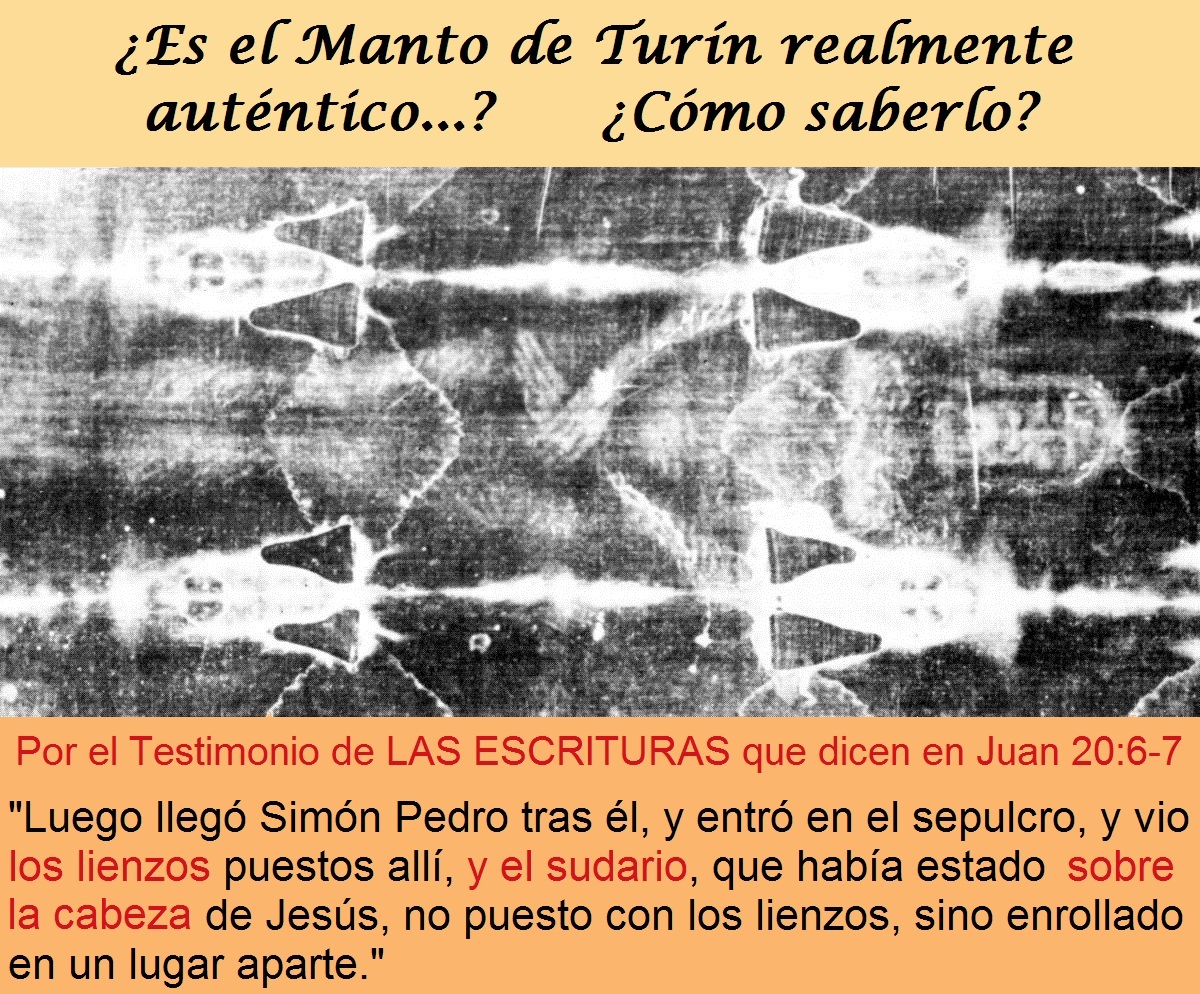 ¿Es el Manto de Turín realmente
auténtico...? ¿Cómo saberlo?
Por el Testimonio de LAS ESCRITURAS que dicen en Juan 20:6-7
"Luego llegó Simón Pedro tras él, y entró en el sepulcro, y vio
los lienzos puestos allí, y el sudario, que había estado sobre
la cabeza de Jesús, no puesto con los lienzos, sino enrollado
en un lugar aparte."